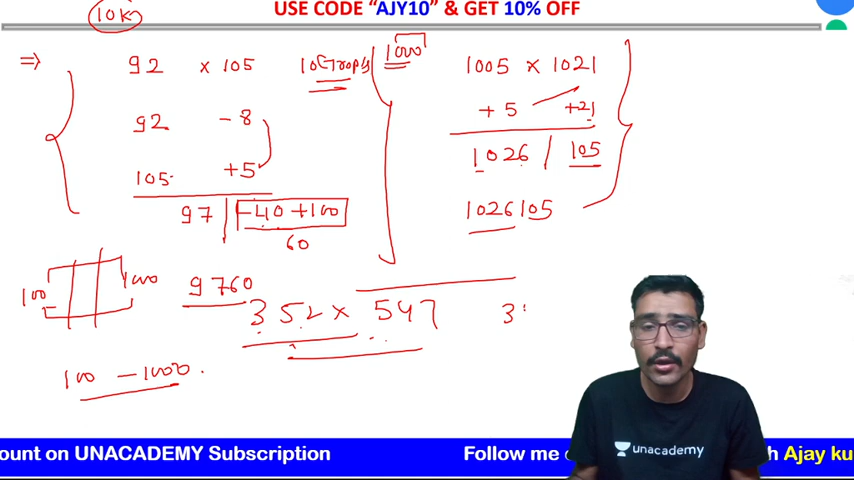 USE CODE "AJY10" & GET 10% OFF
10K
⇒ 92 × 105
1000
1005 × 1021
92 -8
+5 +21
105 +5
1026 / 105
97 | -40 +100
60
1026105
100 1000
9760
352 × 547 3
100 - 1000.
unacademy
ount on UNACADEMY Subscription
Follow me o
h Ajay ku